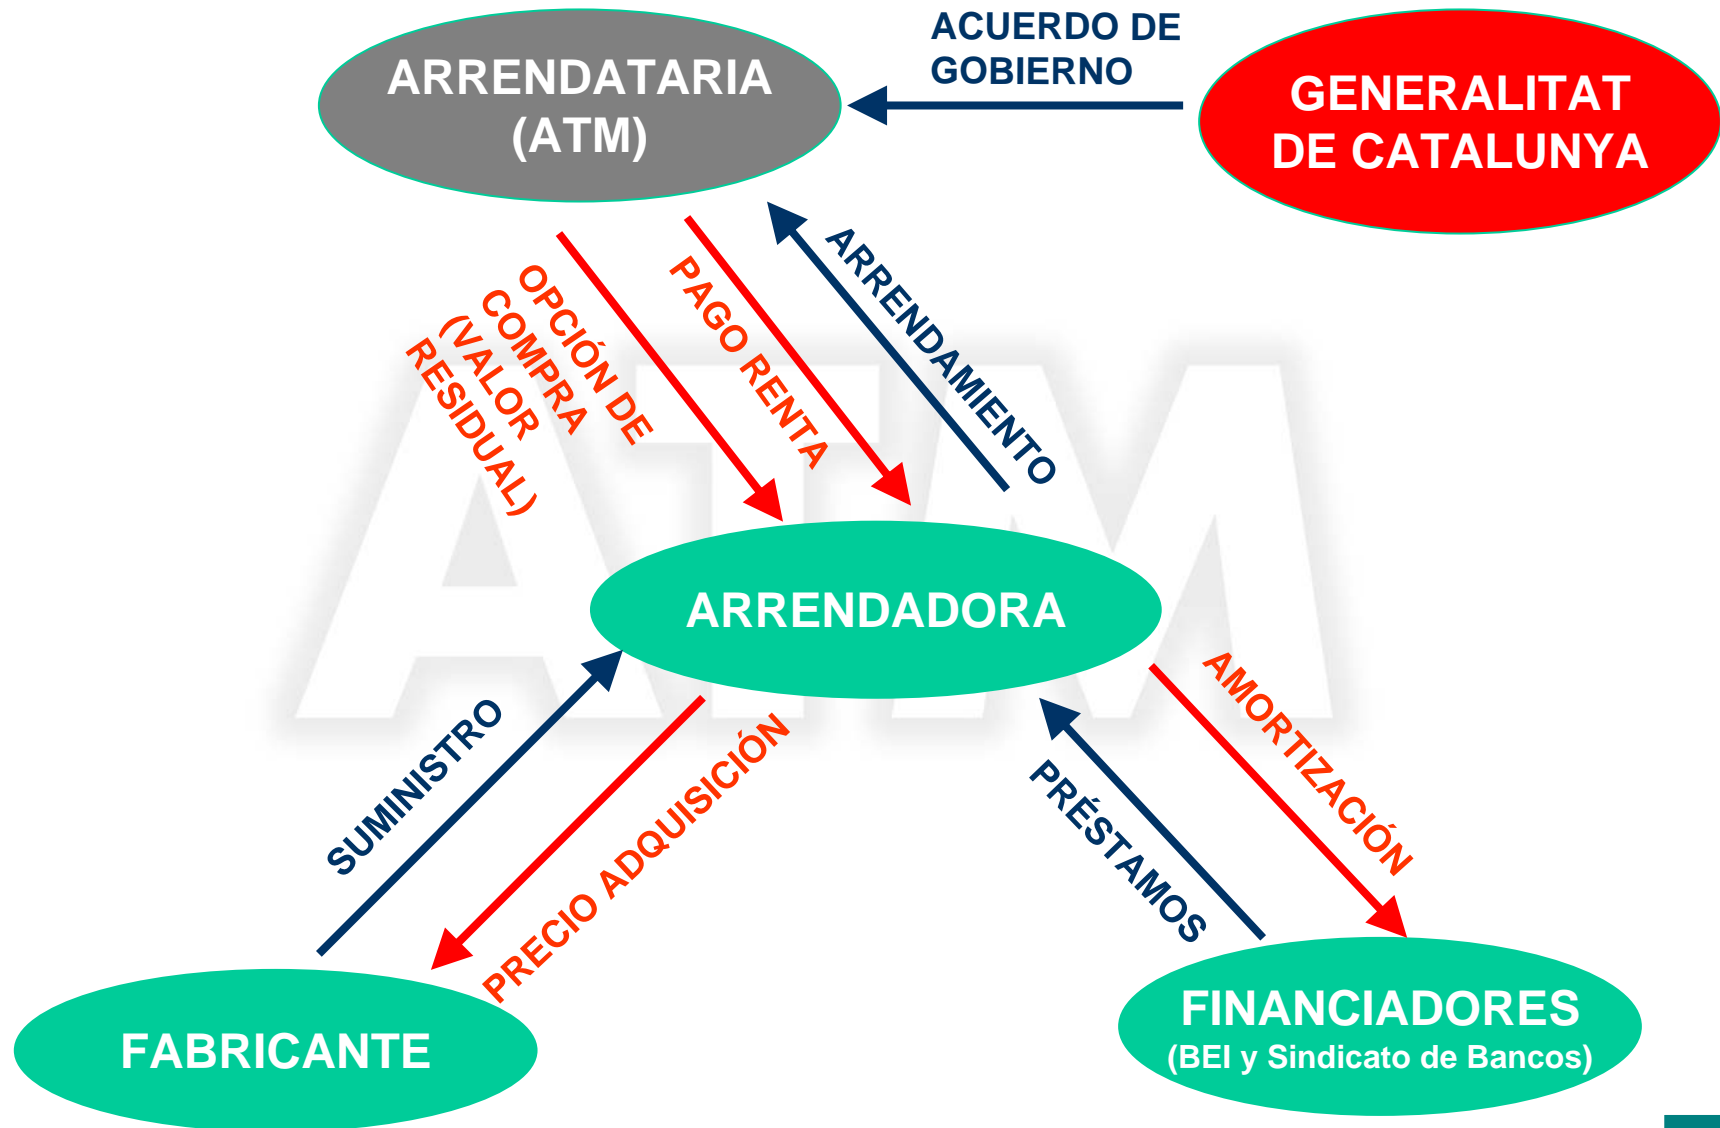 ACUERDO DE
GOBIERNO
ARRENDATARIA
(ATM)
GENERALITAT
DE CATALUNYA
OPCIÓN DE
COMPRA
(VALOR
RESIDUAL)
PAGO RENTA
ARRENDAMIENTO
ATM
ARRENDADORA
SUMINISTRO
PRECIO ADQUISICIÓN
PRÉSTAMOS
AMORTIZACIÓN
FABRICANTE
FINANCIADORES
(BEI y Sindicato de Bancos)